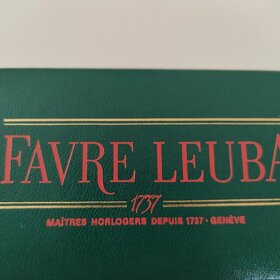 FAVRE LEUBA
1737
MAÎTRES HORLOGERS DEPUIS 1737 · GENÈVE